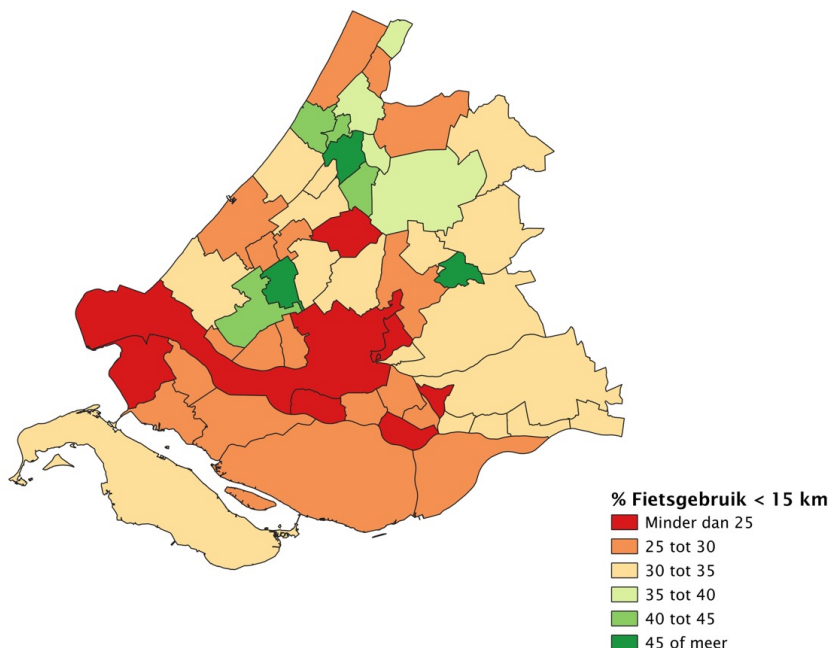 % Fietsgebruik < 15 km
Minder dan 25
25 tot 30
30 tot 35
35 tot 40
40 tot 45
45 of meer